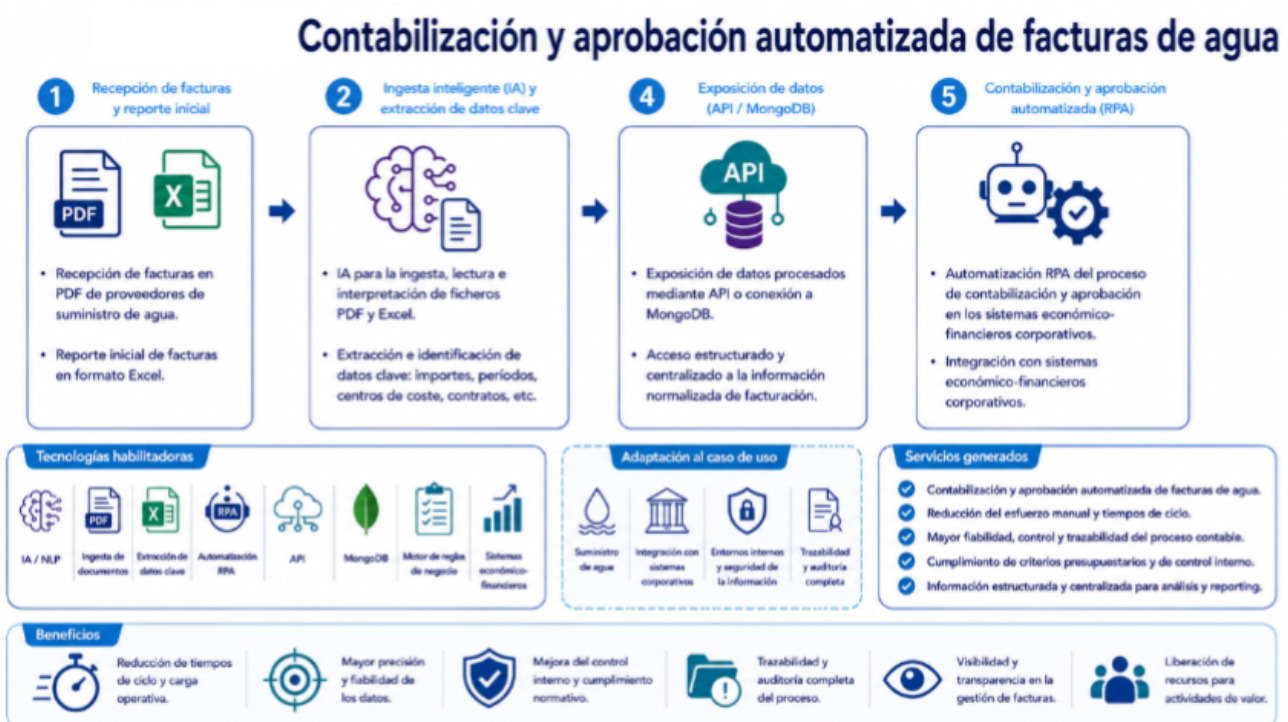 Contabilización y aprobación automatizada de facturas de agua
1
Recepción de facturas
y reporte inicial
2
Ingesta inteligente (IA) y
extracción de datos clave
4
Exposición de datos
(API / MongoDB)
5
Contabilización y aprobación
automatizada (RPA)
PDF
X
API
• Recepción de facturas en
PDF de proveedores de
suministro de agua.
• Reporte inicial de facturas
en formato Excel.
• IA para la ingesta, lectura e
interpretación de ficheros
PDF y Excel.
• Extracción e identificación de
datos clave: importes, períodos,
centros de coste, contratos, etc.
• Exposición de datos procesados
mediante API o conexión a
MongoDB.
• Acceso estructurado y
centralizado a la información
normalizada de facturación.
• Automatización RPA del proceso
de contabilización y aprobación
en los sistemas económico-
financieros corporativos.
• Integración con sistemas
económico-financieros
corporativos.
Tecnologías habilitadoras
IA / NLP
PDF
Ingesta de
documentos
X
Extracción de
datos clave
RPA
Automatización
RPA
API
MongoDB
Motor de reglas
de negocio
Sistemas
económico-
financieros
Adaptación al caso de uso
Suministro
de agua
Integración con
sistemas
corporativos
Entornos internos
y seguridad de
la información
Trazabilidad
y auditoría
completa
Servicios generados
Contabilización y aprobación automatizada de facturas de agua.
Reducción del esfuerzo manual y tiempos de ciclo.
Mayor fiabilidad, control y trazabilidad del proceso contable.
Cumplimiento de criterios presupuestarios y de control interno.
Información estructurada y centralizada para análisis y reporting.
Beneficios
Reducción de tiempos
de ciclo y carga
operativa.
Mayor precisión
y fiabilidad de
los datos.
Mejora del control
interno y cumplimiento
normativo.
Trazabilidad y
auditoría completa
del proceso.
Visibilidad y
transparencia en la
gestión de facturas.
Liberación de
recursos para
actividades de valor.